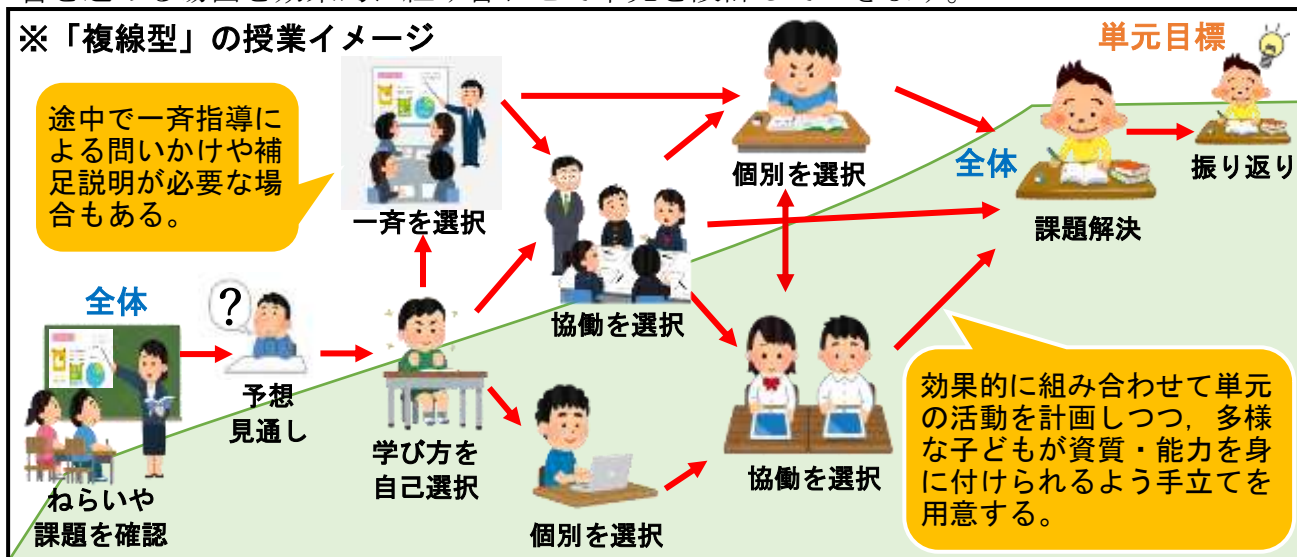 ※「複線型」の授業イメージ
単元目標
途中で一斉指導に
よる問いかけや補
足説明が必要な場
合もある。
一斉を選択
個別を選択
全体
振り返り
課題解決
全体
?
協働を選択
予想
見通し
学び方を
自己選択
ねらいや
課題を確認
個別を選択
協働を選択
効果的に組み合わせて単元
の活動を計画しつつ，多様
な子どもが資質・能力を身
に付けられるよう手立てを
用意する。